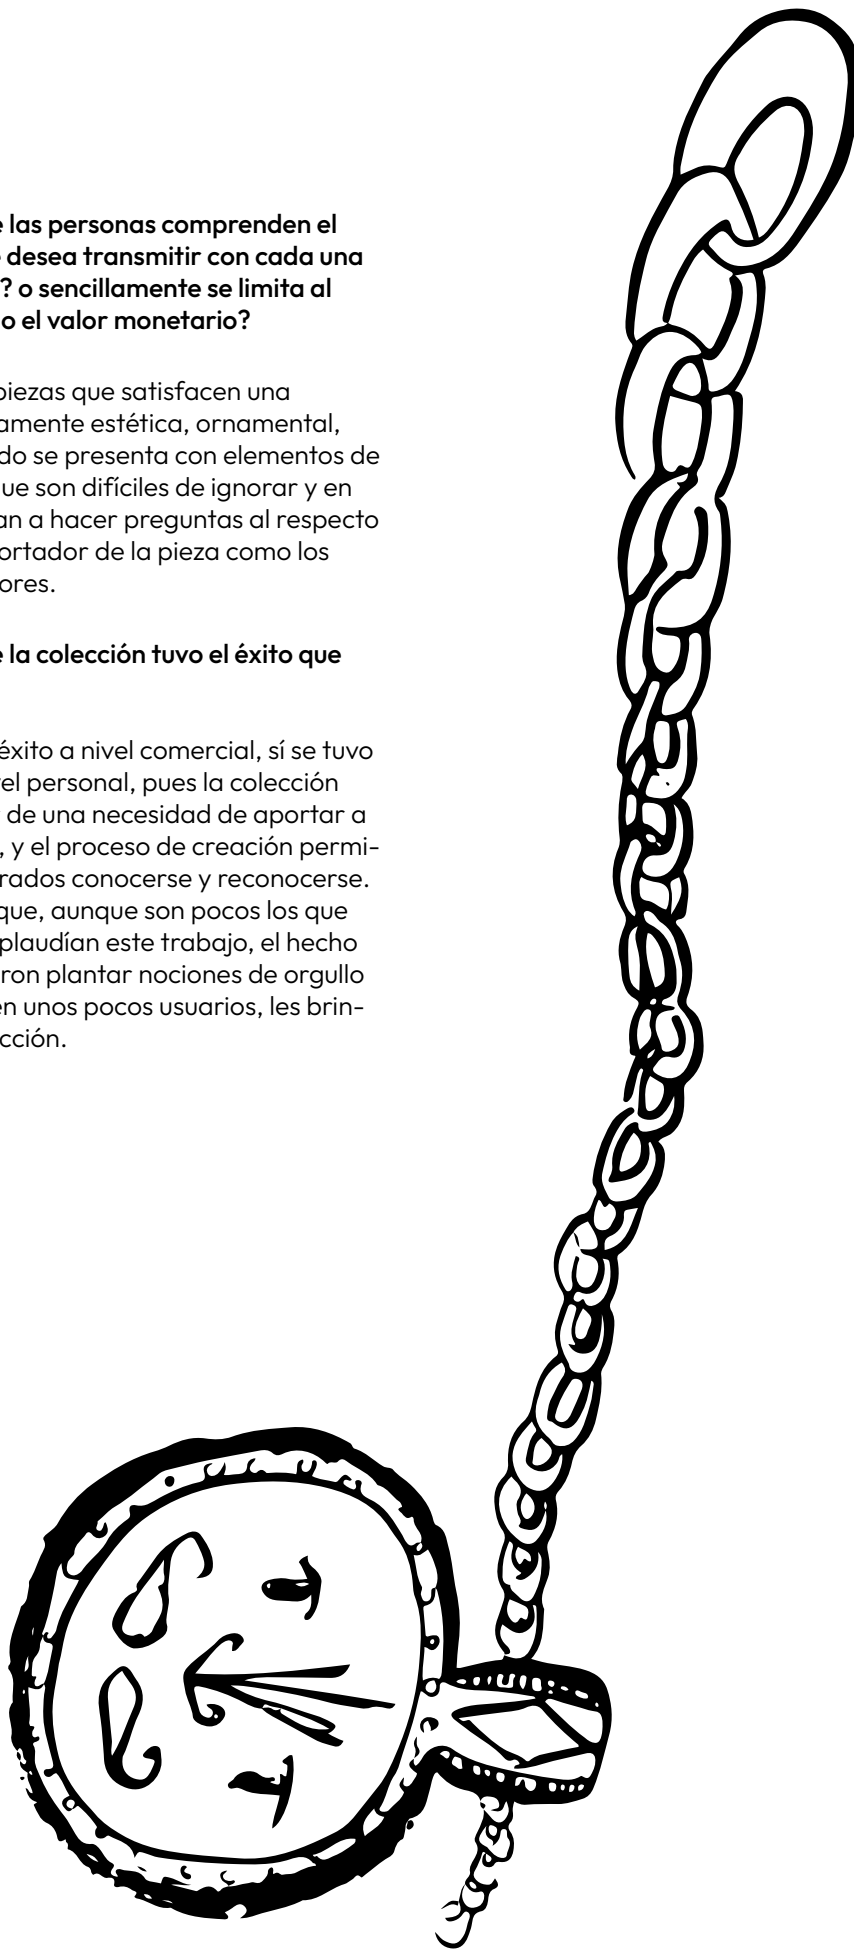 las personas comprenden el
desea transmitir con cada una
? o sencillamente se limita al
o el valor monetario?
piezas que satisfacen una
amente estética, ornamental,
do se presenta con elementos de
ue son difíciles de ignorar y en
an a hacer preguntas al respecto
ortador de la pieza como los
ores.
la colección tuvo el éxito que
éxito a nivel comercial, sí se tuvo
el personal, pues la colección
de una necesidad de aportar a
, y el proceso de creación permi-
rados conocerse y reconocerse.
que, aunque son pocos los que
plaudían este trabajo, el hecho
ron plantar nociones de orgullo
en unos pocos usuarios, les brin-
cción.